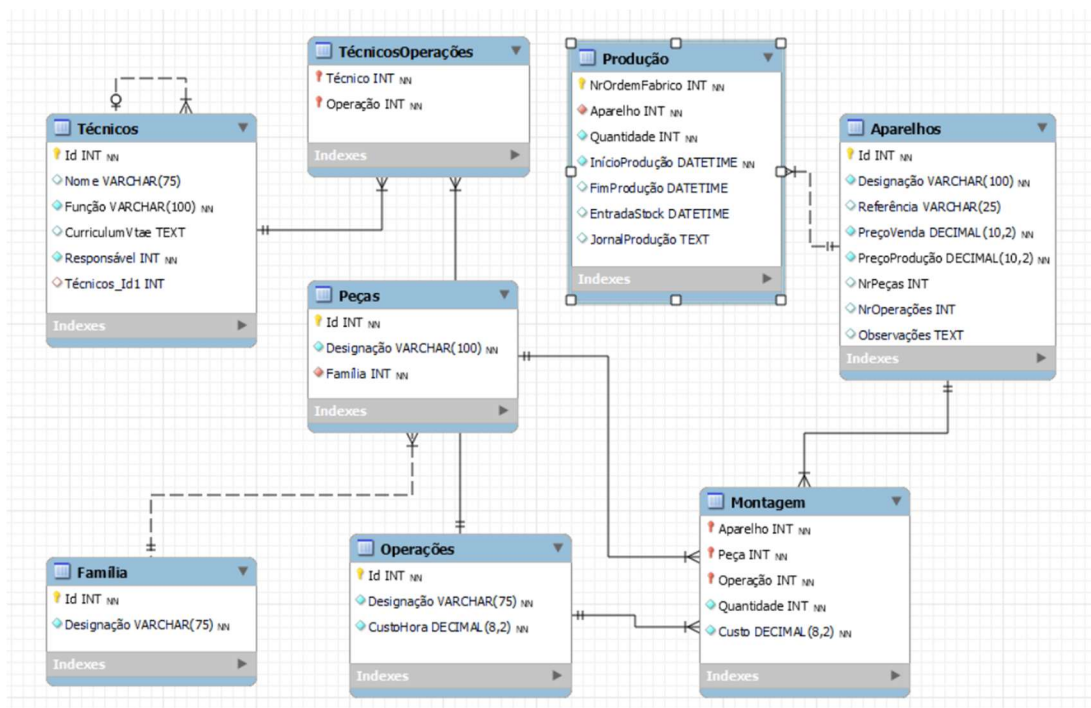 TécnicosOperações
Técnico INT NN
Operação INT NN
Indexes
Produção
NrOrdemFabrico INT NN
Aparelho INT NN
Quantidade INT NN
InícioProdução DATETIME NN
FimProdução DATETIME
EntradaStock DATETIME
JornalProdução TEXT
Indexes
Técnicos
Id INT NN
Nome VARCHAR(75)
Função VARCHAR(100) NN
CurriculumVtae TEXT
Responsável INT NN
Técnicos_Id1 INT
Indexes
Aparelhos
Id INT NN
Designação VARCHAR(100) NN
Referência VARCHAR(25)
PreçoVenda DECIMAL(10,2) NN
PreçoProdução DECIMAL(10,2) NN
NrPeças INT
NrOperações INT
Observações TEXT
Indexes
Peças
Id INT NN
Designação VARCHAR(100) NN
Família INT NN
Indexes
Família
Id INT NN
Designação VARCHAR(75) NN
Indexes
Operações
Id INT NN
Designação VARCHAR(75) NN
CustoHora DECIMAL(8,2) NN
Indexes
Montagem
Aparelho INT NN
Peça INT NN
Operação INT NN
Quantidade INT NN
Custo DECIMAL(8,2) NN
Indexes